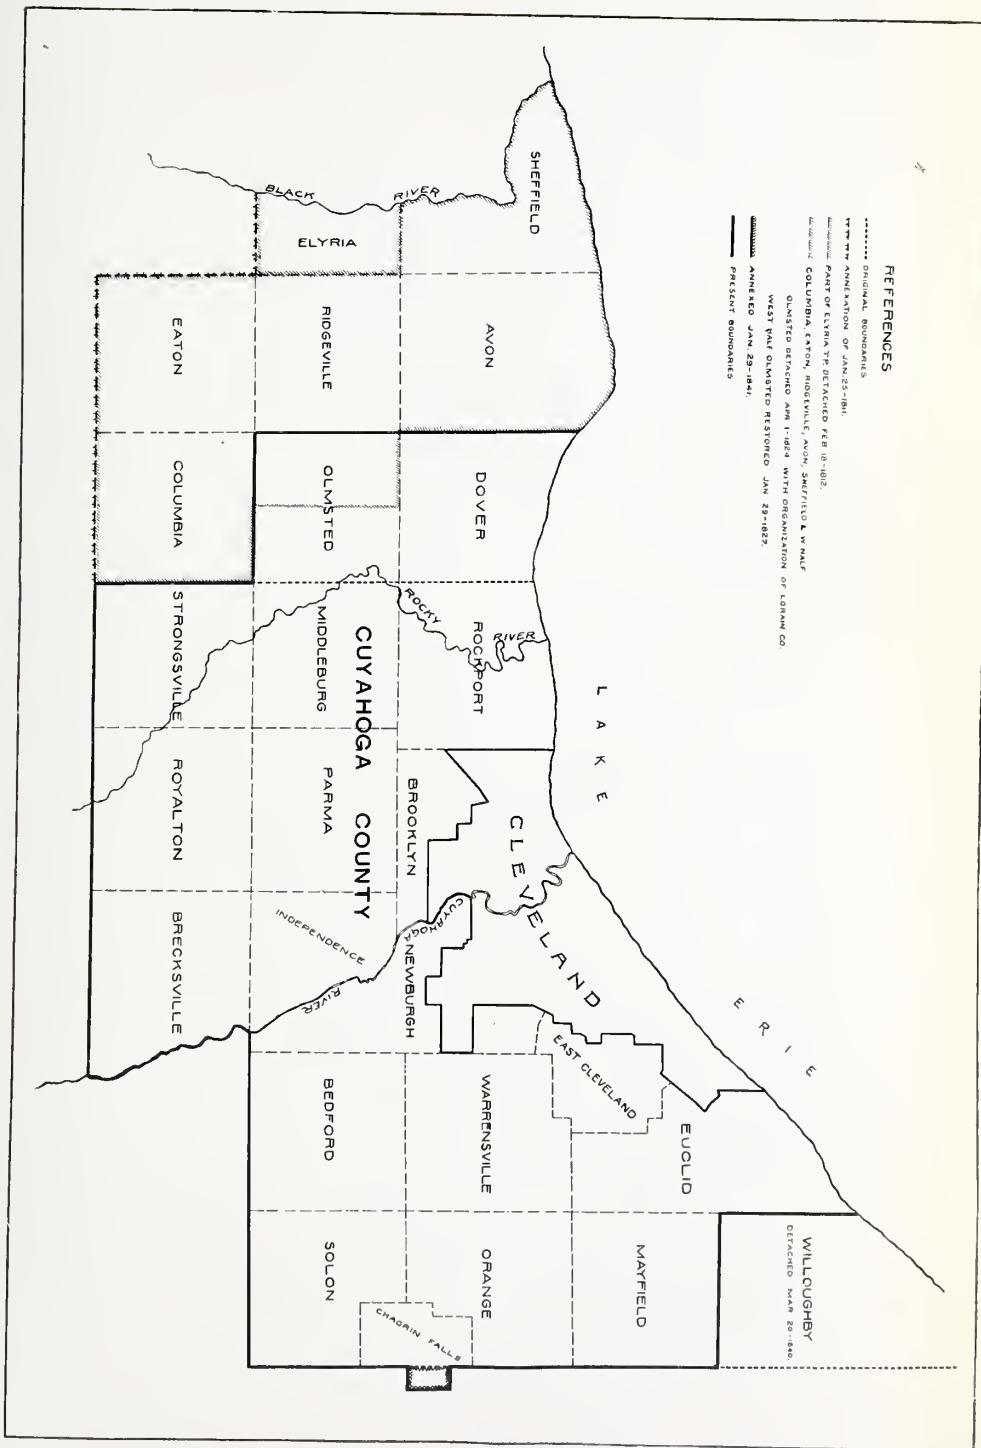 REFERENCES
ORIGINAL BOUNDARIES
ANNEXATION OF JAN. 25-1811.
PART OF ELYRIA TP. DETACHED FEB 18-1812.
COLUMBIA, EATON, RIDGEVILLE, AVON, SHEFFIELD & W HALF
OLMSTED DETACHED APR 1-1824 WITH ORGANIZATION OF LORAIN CO.
WEST HALF OLMSTED RESTORED JAN 29-1827.
ANNEXED JAN. 29-1841.
PRESENT BOUNDARIES
LAKE ERIE
SHEFFIELD
BLACK RIVER
ELYRIA
AVON
RIDGEVILLE
EATON
DOVER
OLMSTED
COLUMBIA
ROCKY RIVER
ROCKPORT
MIDDLEBURG
STRONGSVILLE
CUYAHOGA COUNTY
CLEVELAND
BROOKLYN
PARMA
ROYALTON
CUYAHOGA RIVER
NEWBURGH
INDEPENDENCE
BRECKSVILLE
EAST CLEVELAND
EUCLID
WARRENSVILLE
BEDFORD
WILLOUGHBY
DETACHED MAR 20-1840.
MAYFIELD
ORANGE
CHAGRIN FALLS
SOLON